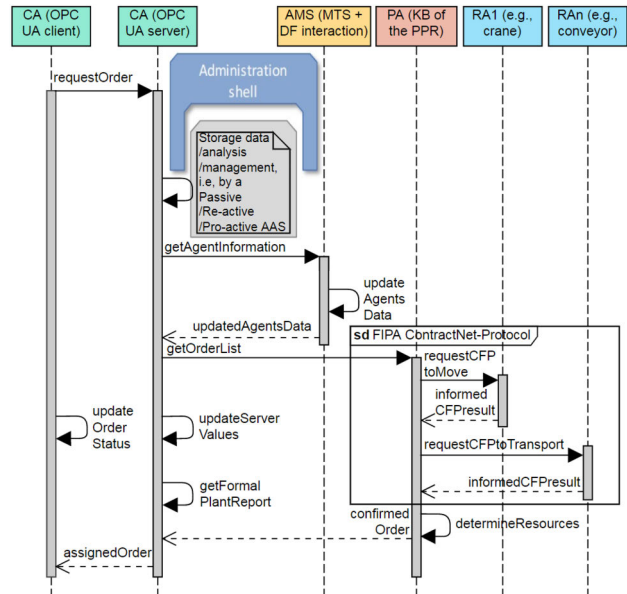 CA (OPC
UA client)
CA (OPC
UA server)
AMS (MTS +
DF interaction)
PA (KB of
the PPR)
RA1 (e.g.,
crane)
RAn (e.g.,
conveyor)
requestOrder
Administration
shell
Storage data
/analysis
/management,
i.e, by a
Passive
/Re-active
/Pro-active AAS
getAgentInformation
update
Agents
Data
updatedAgentsData
sd FIPA ContractNet-Protocol
getOrderList
requestCFP
toMove
informed
CFPresult
update
Order
Status
updateServer
Values
requestCFPtoTransport
informedCFPresult
getFormal
PlantReport
confirmed
Order
determineResources
assignedOrder